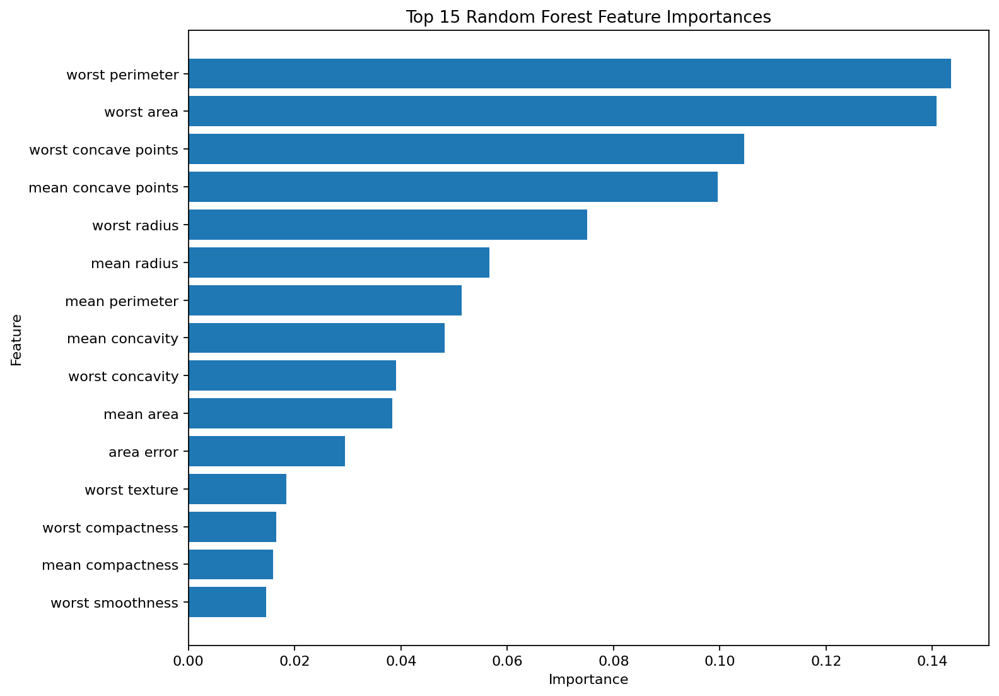 Top 15 Random Forest Feature Importances
worst perimeter
worst area
worst concave points
mean concave points
worst radius
mean radius
mean perimeter
mean concavity
worst concavity
mean area
area error
worst texture
worst compactness
mean compactness
worst smoothness
Feature
0.00 0.02 0.04 0.06 0.08 0.10 0.12 0.14
Importance